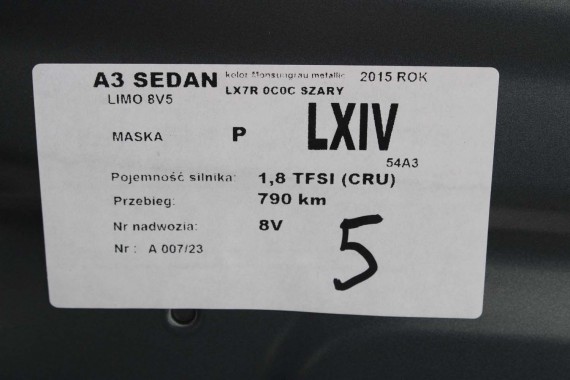 A3 SEDAN kolor Monsungrau metallic 2015 ROK
LIMO 8V5 LX7R 0C0C SZARY
MASKA P LXIV
54A3
Pojemność silnika: 1,8 TFSI (CRU)
Przebieg: 790 km
Nr nadwozia: 8V
Nr : A 007/23
5